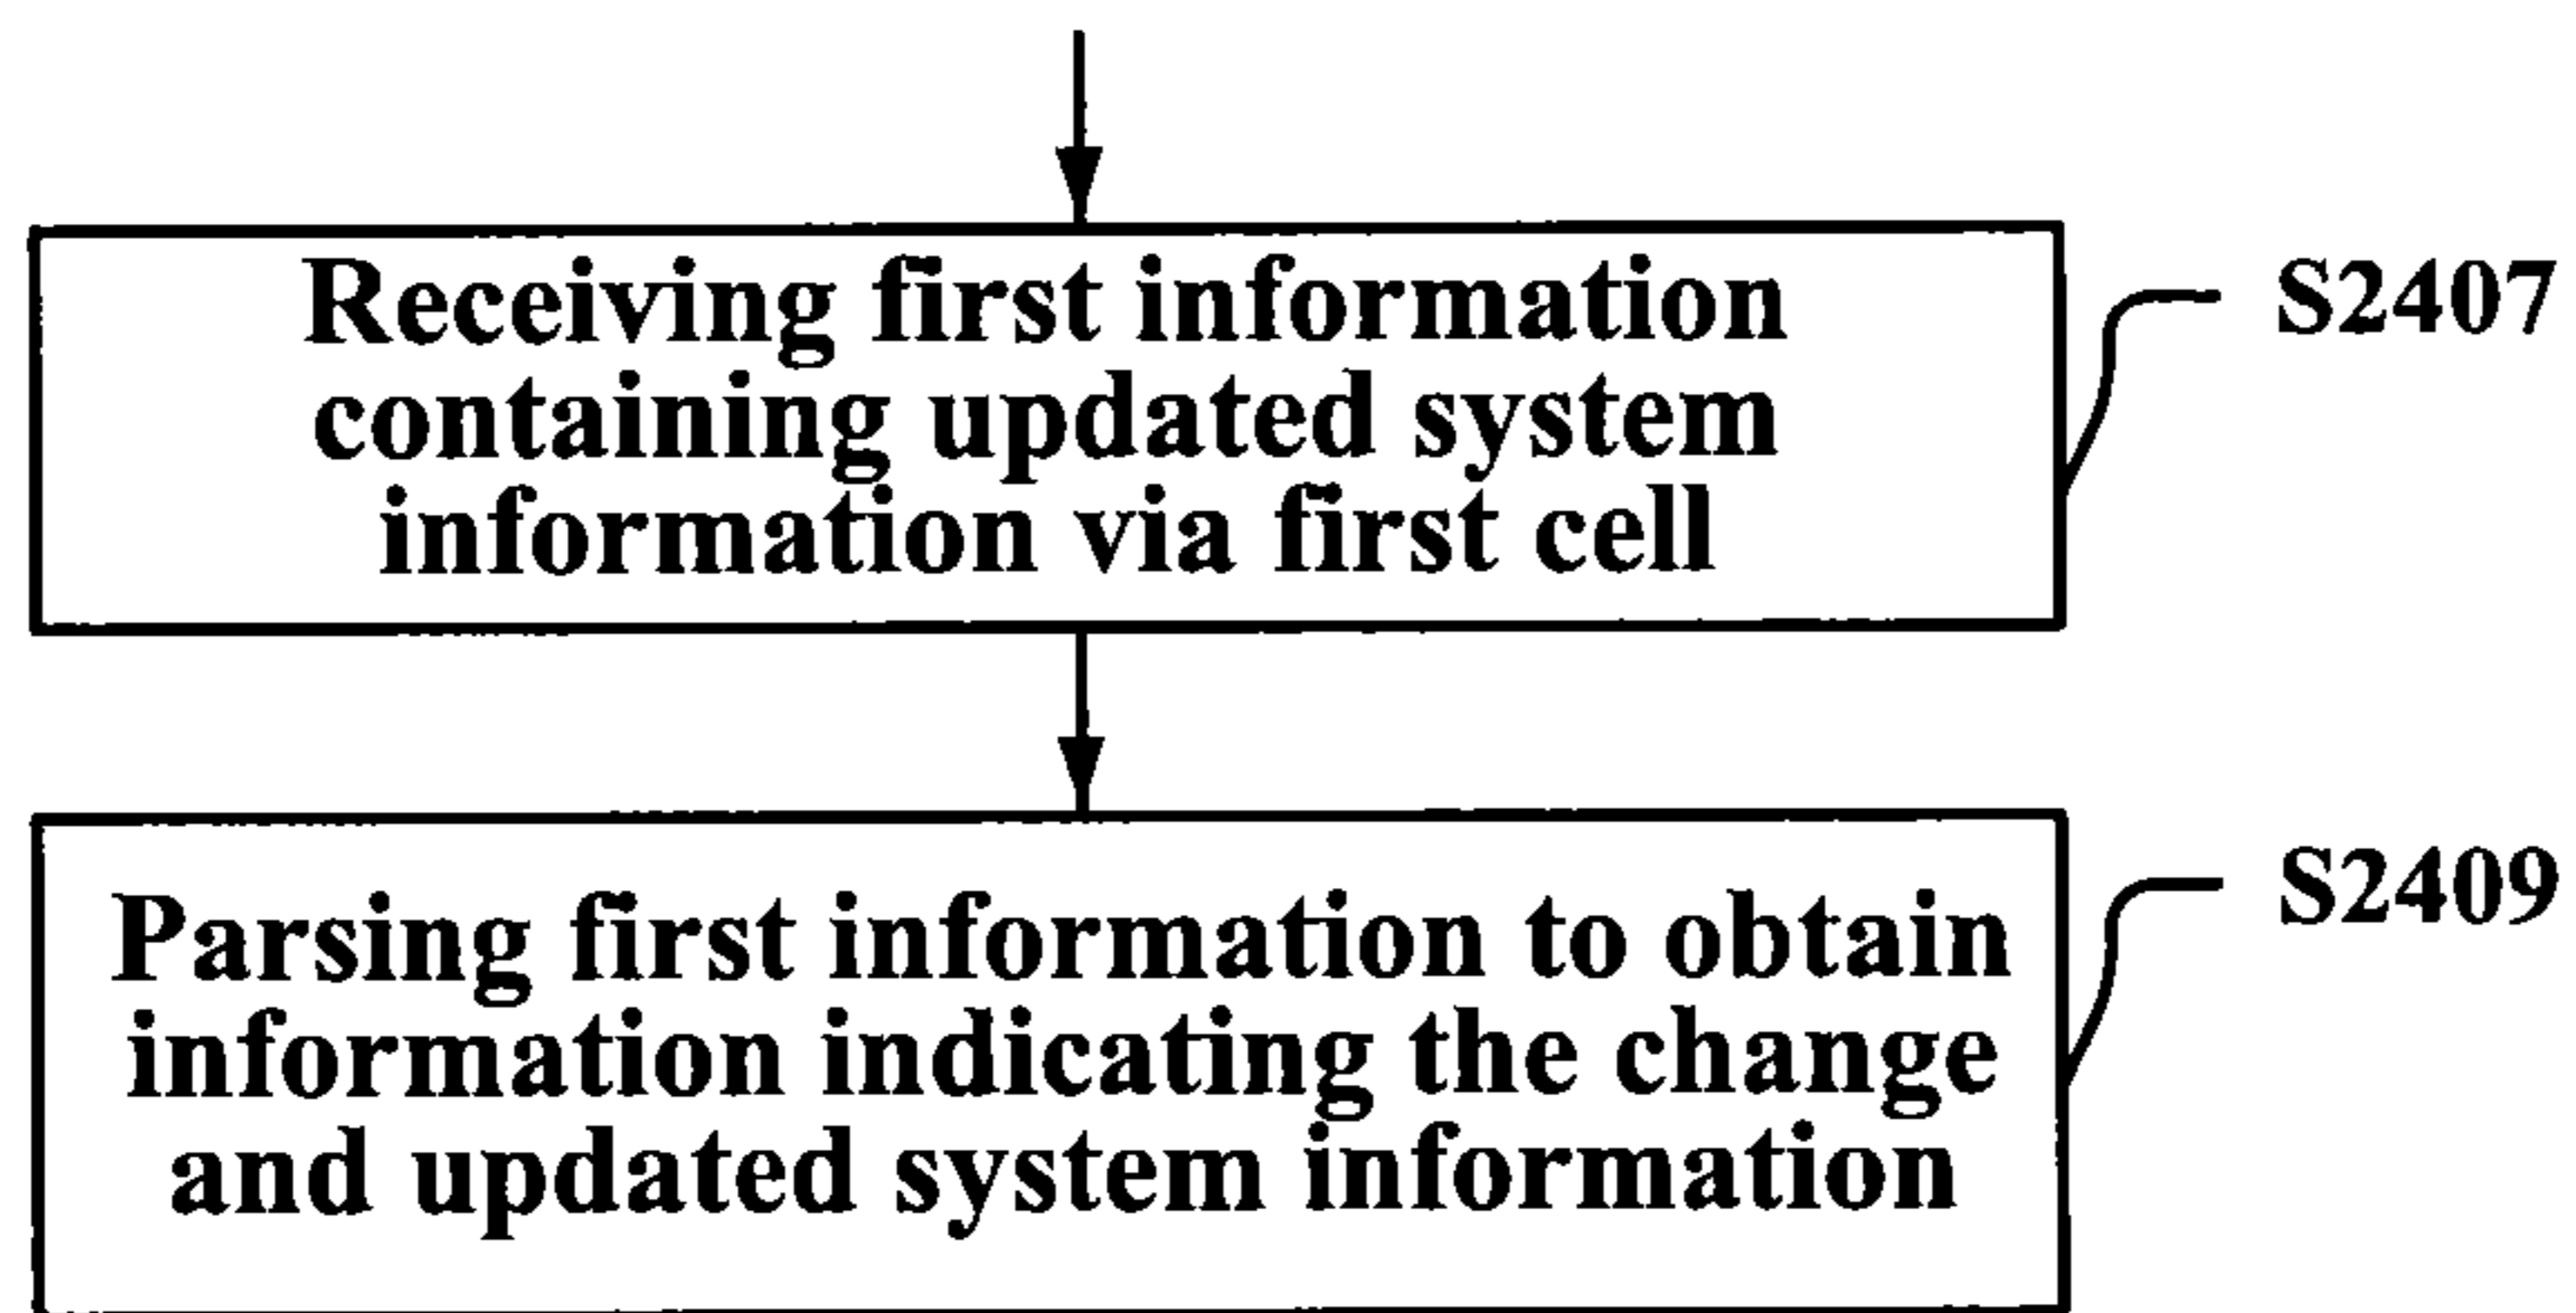 Receiving first information
containing updated system
information via first cell
S2407
Parsing first information to obtain
information indicating the change
and updated system information
S2409